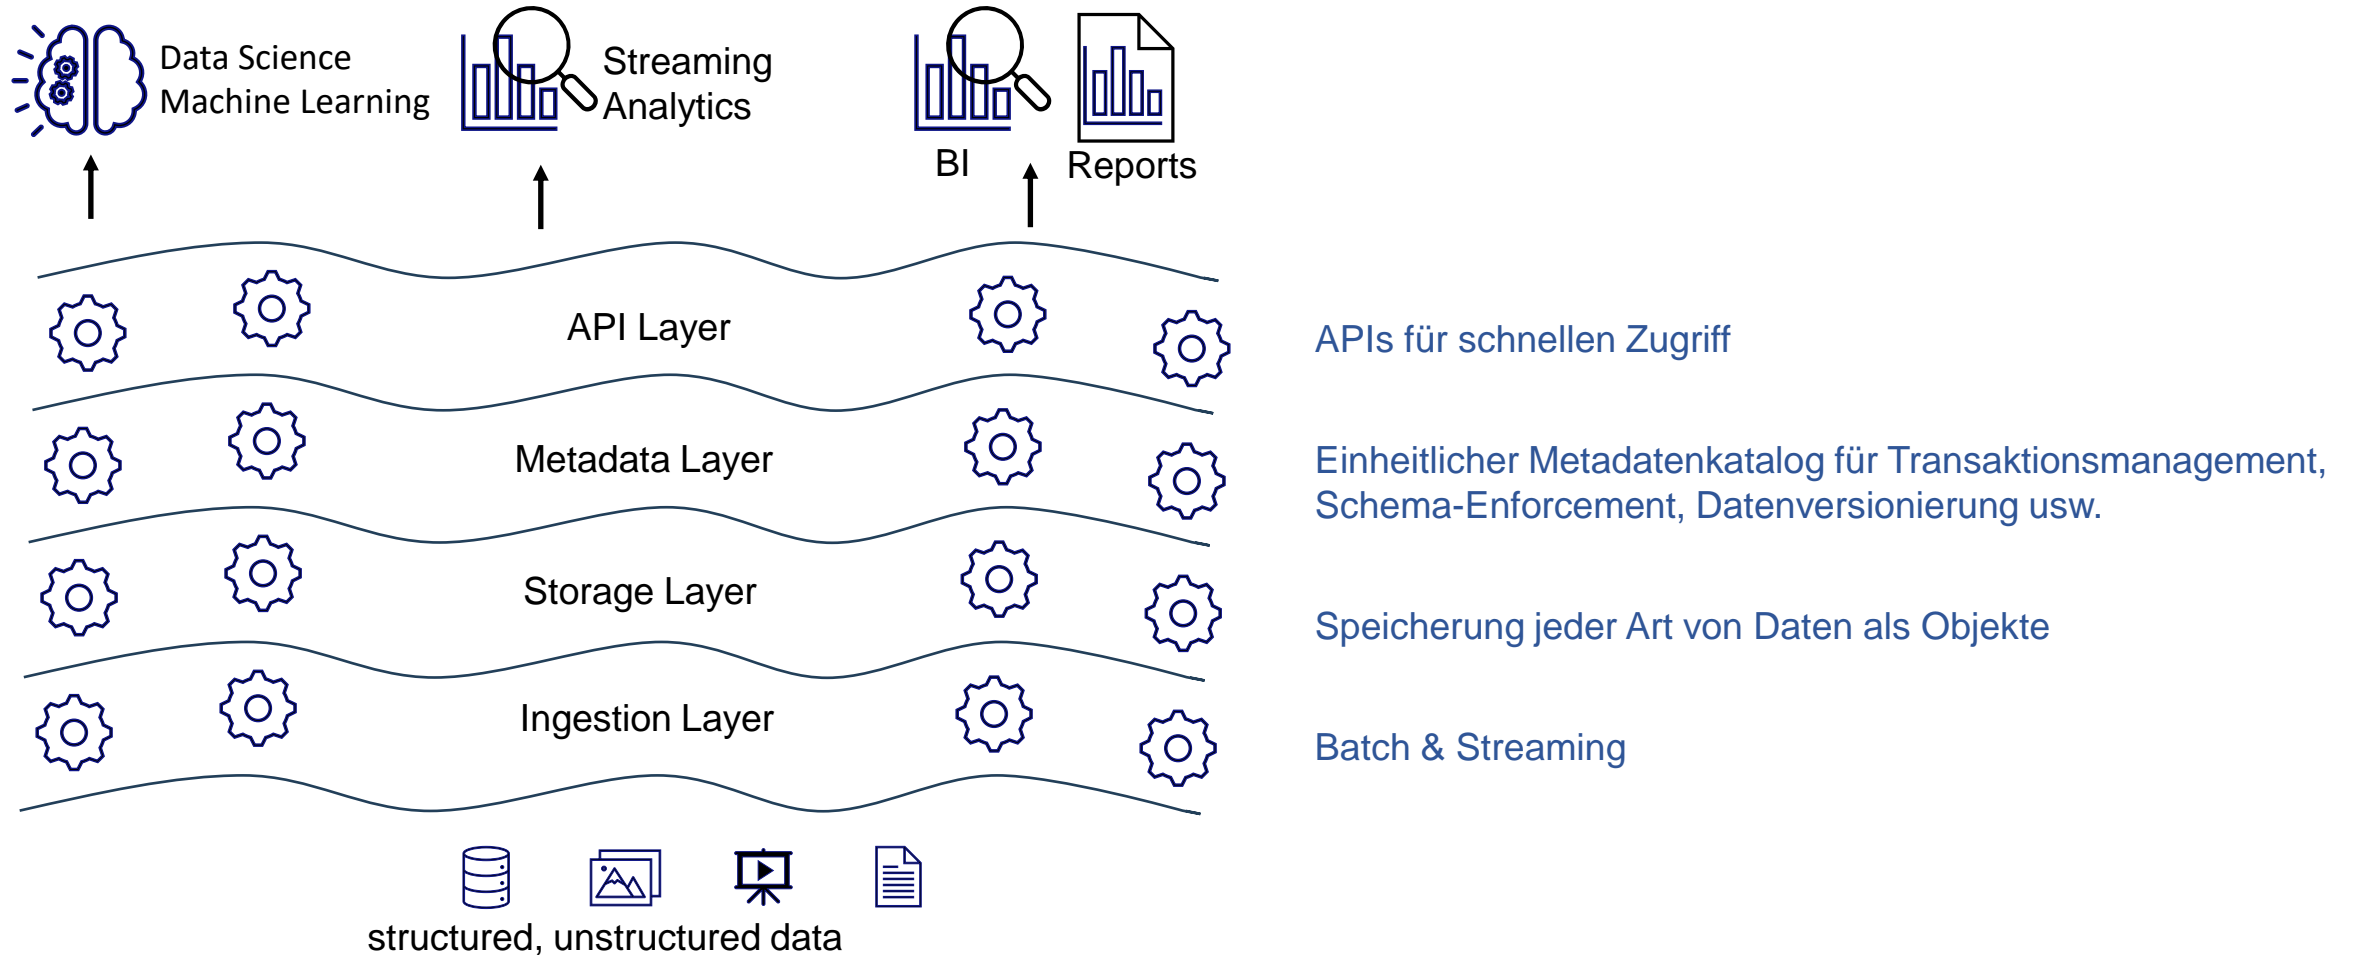 Data Science
Machine Learning
Streaming
Analytics
BI
Reports
API Layer
APIs für schnellen Zugriff
Metadata Layer
Einheitlicher Metadatenkatalog für Transaktionsmanagement,
Schema-Enforcement, Datenversionierung usw.
Storage Layer
Speicherung jeder Art von Daten als Objekte
Ingestion Layer
Batch & Streaming
structured, unstructured data